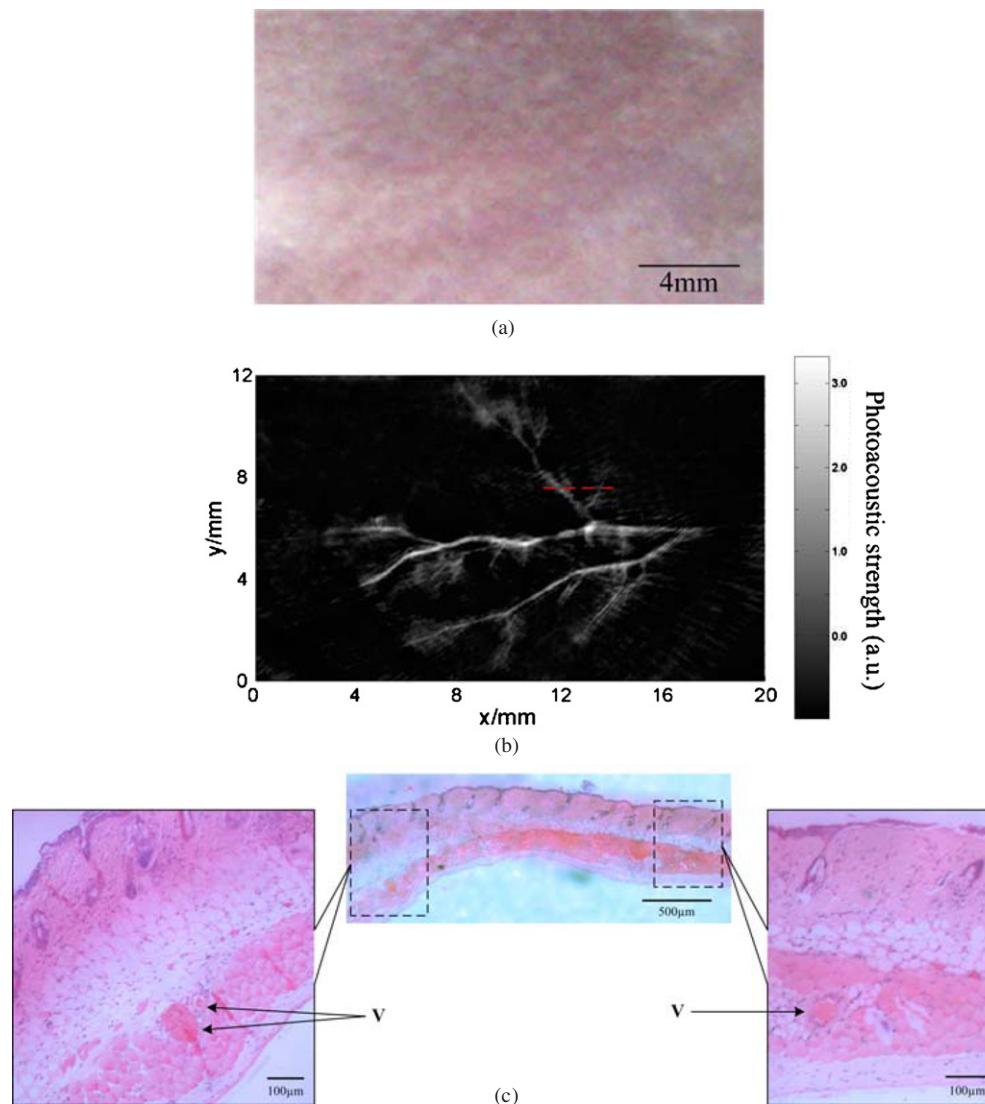 4mm
(a)
12
8
4
0
y/mm
0 4 8 12 16 20
x/mm
3.0
2.0
1.0
0.0
Photoacoustic strength (a.u.)
(b)
500µm
V
V
100µm
100µm
(c)